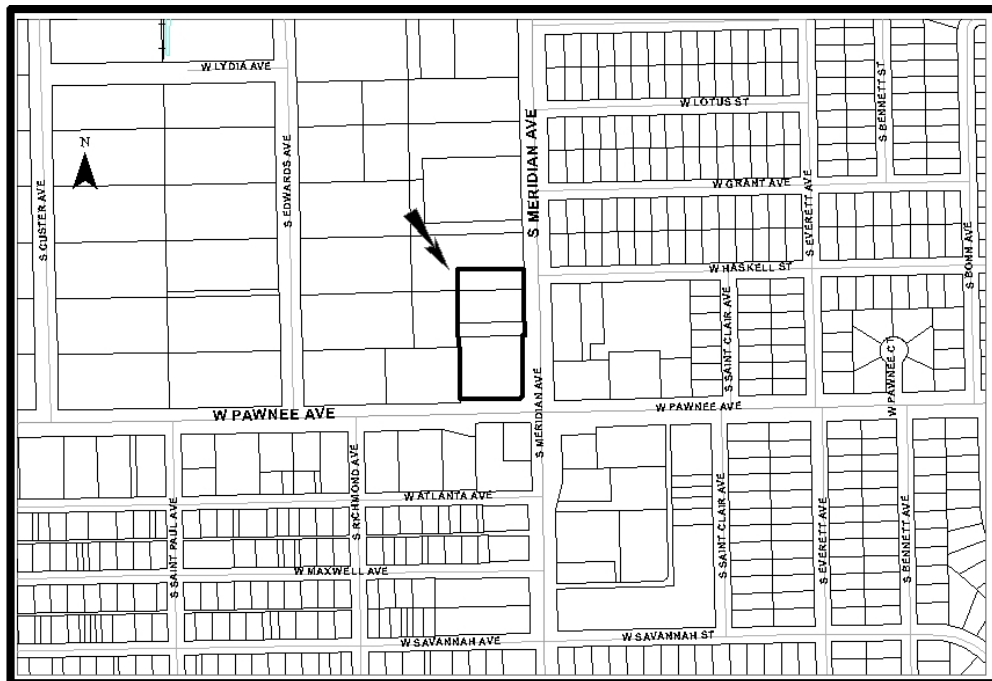 W LYDIA AVE
S BENNETT ST
W LOTUS ST
S MERIDIAN AVE
N
S EDWARDS AVE
S CUSTER AVE
W GRANT AVE
S EVERETT AVE
S BONN AVE
W HASKELL ST
S SAINT CLAIR AVE
W PAWNEE CT
S MERIDIAN AVE
W PAWNEE AVE
W PAWNEE AVE
S RICHMOND AVE
W ATLANTA AVE
S SAINT PAUL AVE
S SAINT CLAIR AVE
S EVERETT AVE
S BENNETT AVE
W MAXWELL AVE
W SAVANNAH AVE
W SAVANNAH ST